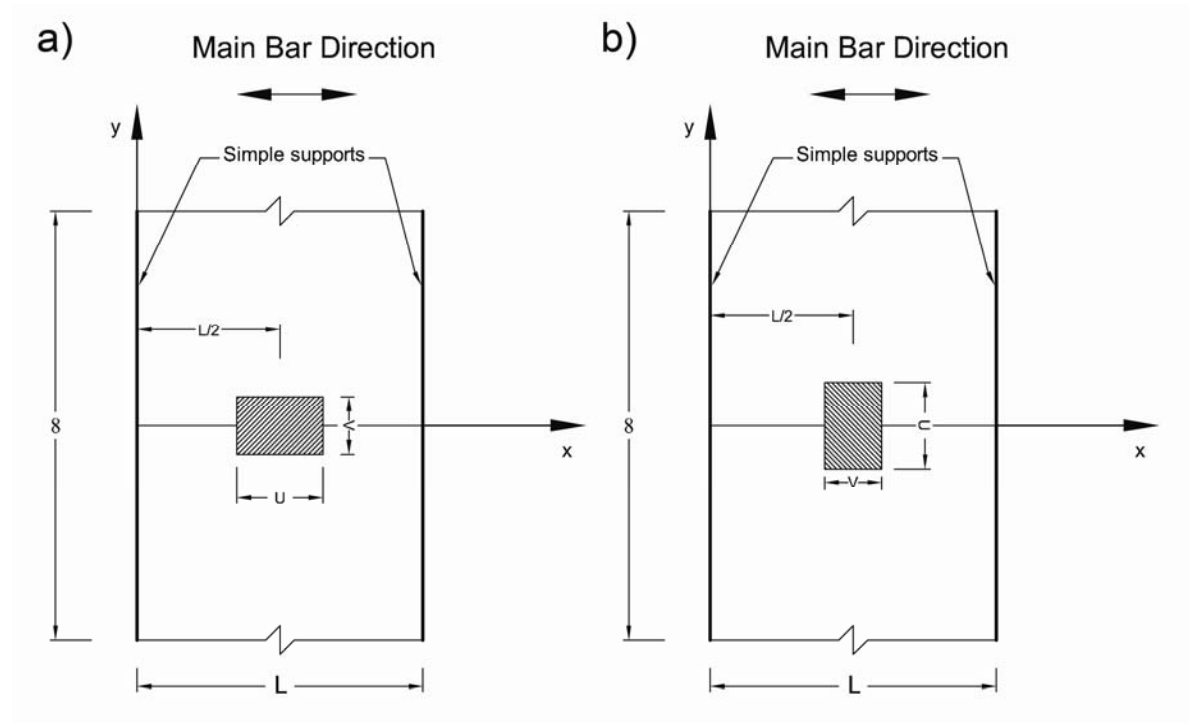 a)
Main Bar Direction
y
Simple supports
L/2
8
V
x
U
L
b)
Main Bar Direction
y
Simple supports
L/2
8
U
x
V
L